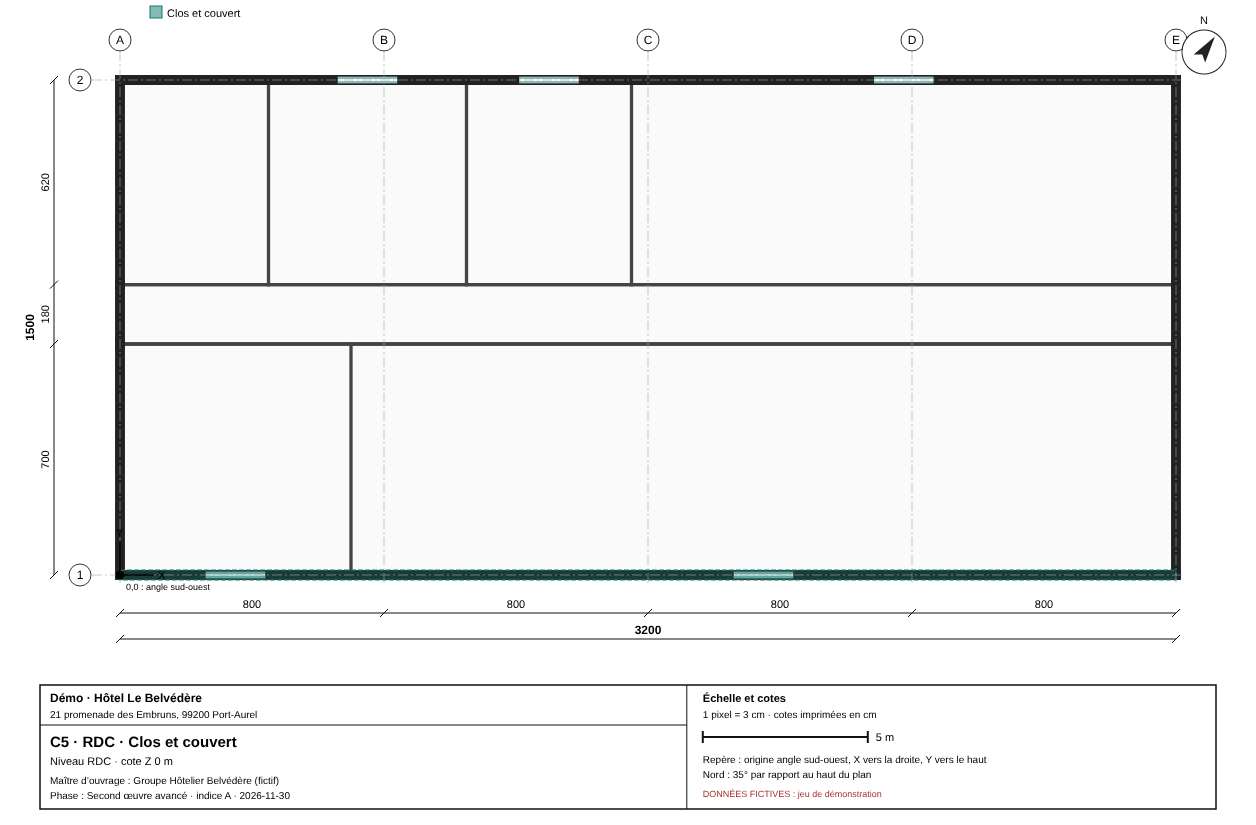 Clos et couvert
N
A
B
C
D
E
2
620
180
1500
700
1
X
0,0 : angle sud-ouest
800
800
800
800
3200
Démo · Hôtel Le Belvédère
21 promenade des Embruns, 99200 Port-Aurel
C5 · RDC · Clos et couvert
Niveau RDC · cote Z 0 m
Maître d'ouvrage : Groupe Hôtelier Belvédère (fictif)
Phase : Second œuvre avancé · indice A · 2026-11-30
Échelle et cotes
1 pixel = 3 cm · cotes imprimées en cm
5 m
Repère : origine angle sud-ouest, X vers la droite, Y vers le haut
Nord : 35° par rapport au haut du plan
DONNÉES FICTIVES : jeu de démonstration